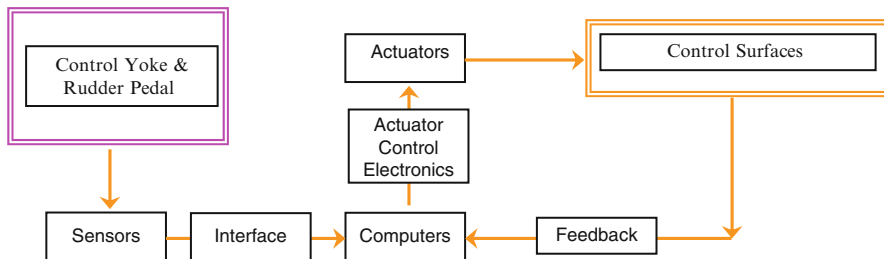 Control Yoke &
Rudder Pedal
Actuators
Control Surfaces
Actuator
Control
Electronics
Sensors
Interface
Computers
Feedback